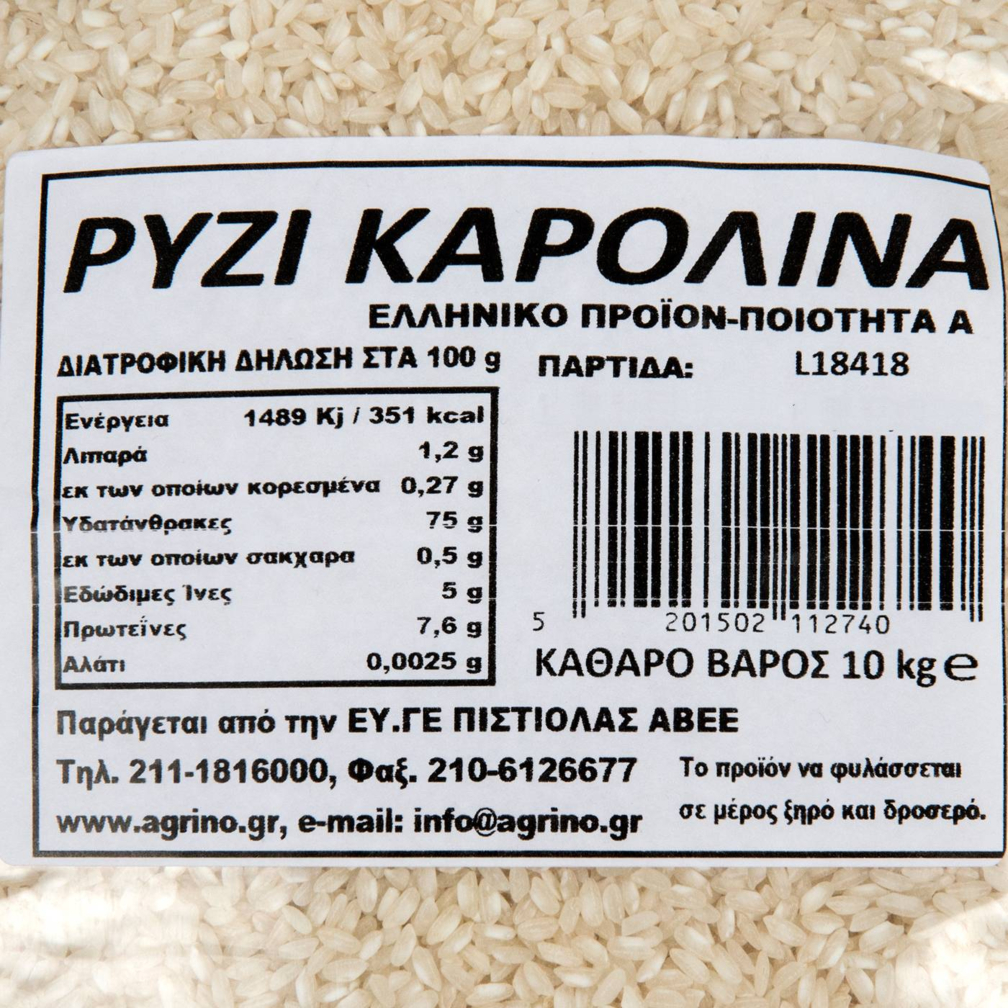 ΡΥΖΙ ΚΑΡΟΛΙΝΑ
ΕΛΛΗΝΙΚΟ ΠΡΟΪΟΝ-ΠΟΙΟΤΗΤΑ Α
ΔΙΑΤΡΟΦΙΚΗ ΔΗΛΩΣΗ ΣΤΑ 100 g
Ενέργεια 1489 Kj / 351 kcal
Λιπαρά 1,2 g
εκ των οποίων κορεσμένα 0,27 g
Υδατάνθρακες 75 g
εκ των οποίων σακχαρα 0,5 g
Εδώδιμες Ίνες 5 g
Πρωτεΐνες 7,6 g
Αλάτι 0,0025 g
ΠΑΡΤΙΔΑ: L18418
5 201502 112740
ΚΑΘΑΡΟ ΒΑΡΟΣ 10 kg ℮
Παράγεται από την ΕΥ.ΓΕ ΠΙΣΤΙΟΛΑΣ ΑΒΕΕ
Τηλ. 211-1816000, Φαξ. 210-6126677
www.agrino.gr, e-mail: info@agrino.gr
Το προϊόν να φυλάσσεται
σε μέρος ξηρό και δροσερό.